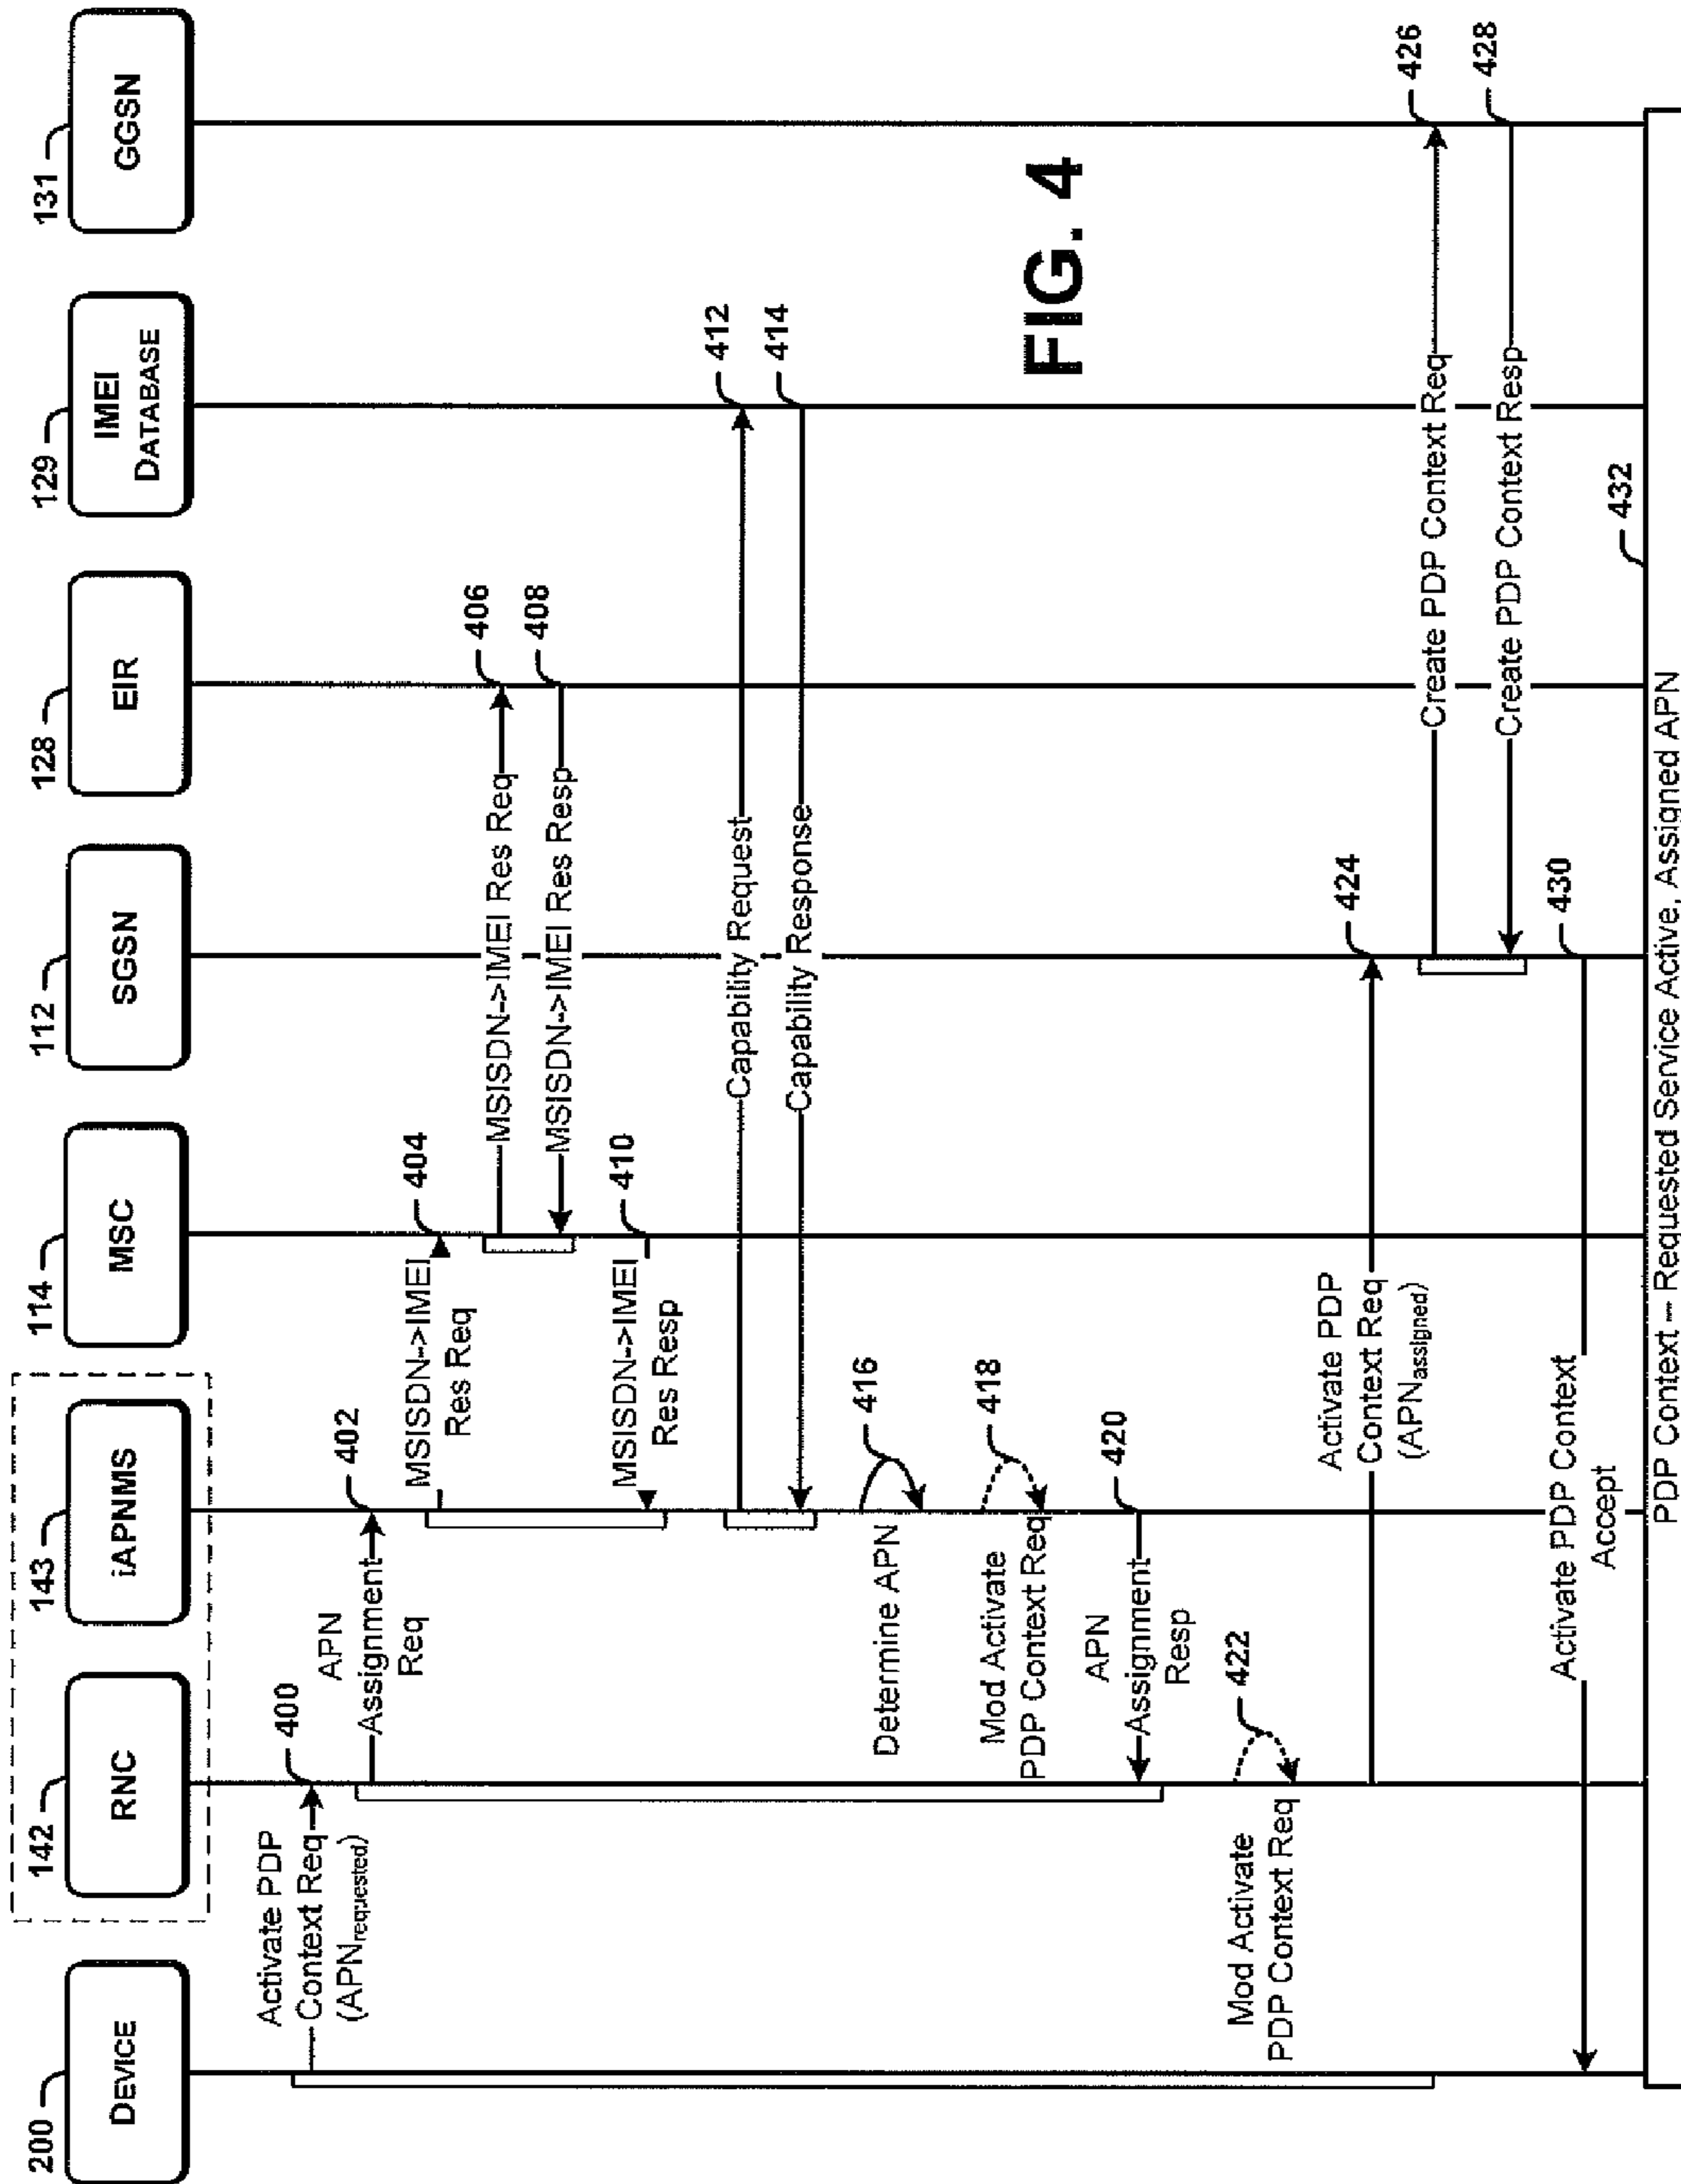 200
DEVICE
142
RNC
143
iAPNMS
114
MSC
112
SGSN
128
EIR
129
IMEI
DATABASE
131
GGSN
Activate PDP
Context Req
(APNrequested)
400
APN
Assignment
Req
402
MSISDN->IMEI
Res Req
404
MSISDN->IMEI Res Req
406
MSISDN->IMEI Res Resp
408
MSISDN->IMEI
Res Resp
410
Capability Request
412
Capability Response
414
Determine APN
416
Mod Activate
PDP Context Req
418
APN
Assignment
Resp
420
Mod Activate
PDP Context Req
422
Activate PDP
Context Req
(APNassigned)
424
Create PDP Context Req
426
Create PDP Context Resp
428
Activate PDP Context
Accept
430
432
PDP Context – Requested Service Active, Assigned APN
FIG. 4